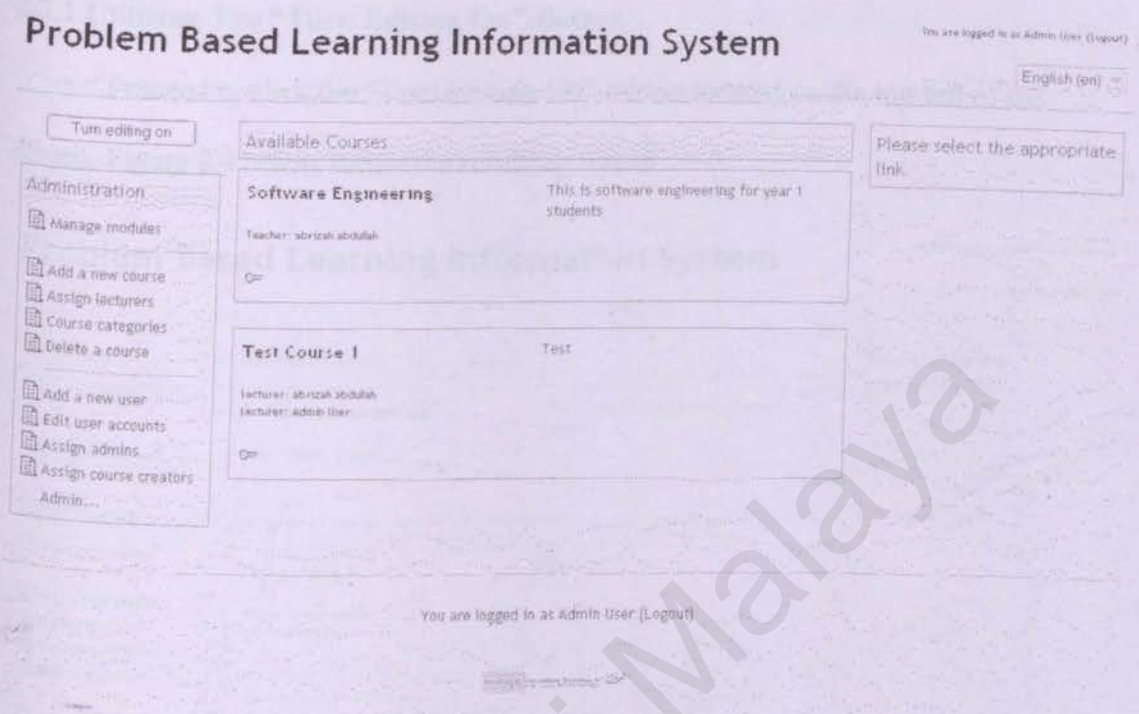 Problem Based Learning Information System
You are logged in as Admin User (Logout)
English (en)
Turn editing on
Administration
Manage modules
Add a new course
Assign lecturers
Course categories
Delete a course
Add a new user
Edit user accounts
Assign admins
Assign course creators
Admin...
Available Courses
Software Engineering
This is software engineering for year 1
students
Teacher: abrizah abdullah
Test Course 1
Test
Lecturer: abrizah abdullah
Lecturer: Admin User
Please select the appropriate
link.
You are logged in as Admin User (Logout)
Malaya